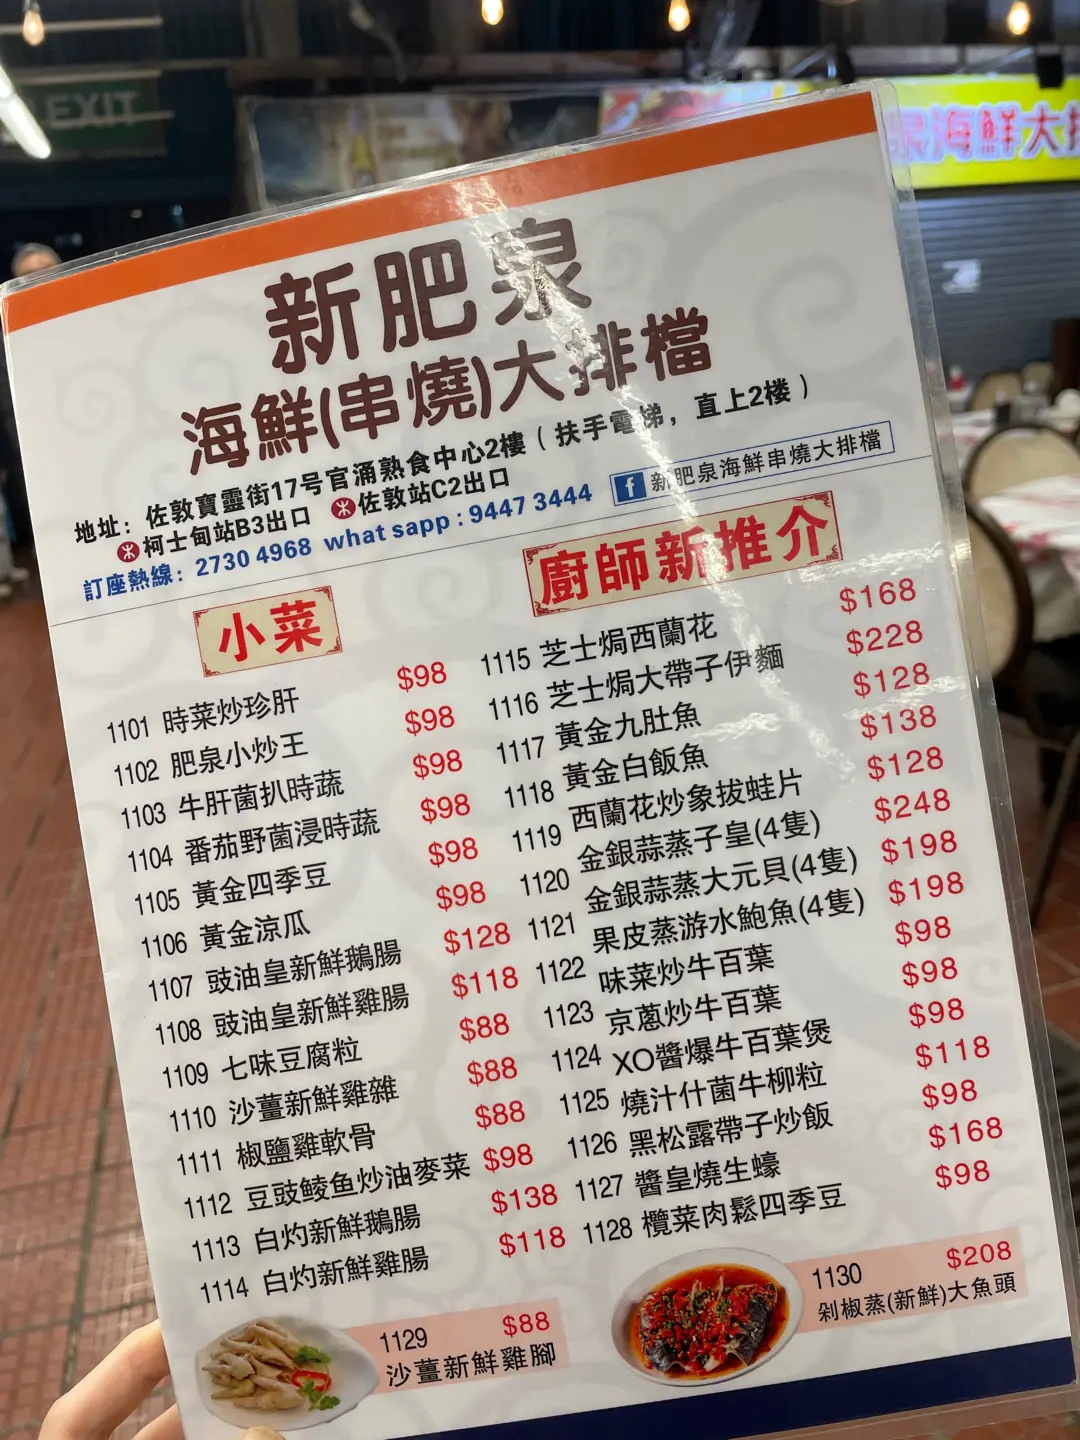 新肥泉
海鮮(串燒)大排檔
地址：佐敦寶靈街17号官涌熟食中心2樓（扶手電梯，直上2楼）
柯士甸站B3出口 佐敦站C2出口
訂座熱線：2730 4968 what sapp : 9447 3444
f 新肥泉海鮮串燒大排檔
小菜
1101 時菜炒珍肝 $98
1102 肥泉小炒王 $98
1103 牛肝菌扒時蔬 $98
1104 番茄野菌浸時蔬 $98
1105 黃金四季豆 $98
1106 黃金涼瓜 $98
1107 豉油皇新鮮鵝腸 $128
1108 豉油皇新鮮雞腸 $118
1109 七味豆腐粒 $88
1110 沙薑新鮮雞雜 $88
1111 椒鹽雞軟骨 $88
1112 豆豉鲮鱼炒油麥菜 $98
1113 白灼新鮮鵝腸 $138
1114 白灼新鮮雞腸 $118
廚師新推介
1115 芝士焗西蘭花 $168
1116 芝士焗大帶子伊麵 $228
1117 黃金九肚魚 $128
1118 黃金白飯魚 $138
1119 西蘭花炒象拔蚌片 $128
金銀蒜蒸子皇(4隻) $248
1120 金銀蒜蒸大元貝(4隻) $198
1121 果皮蒸游水鮑魚(4隻) $198
1122 味菜炒牛百葉 $98
1123 京蔥炒牛百葉 $98
1124 XO醬爆牛百葉煲 $98
1125 燒汁什菌牛柳粒 $118
1126 黑松露帶子炒飯 $98
1127 醬皇燒生蠔 $168
1128 欖菜肉鬆四季豆 $98
1129 $88
沙薑新鮮雞腳
1130 $208
剁椒蒸(新鮮)大魚頭
EXIT
泉海鮮大排